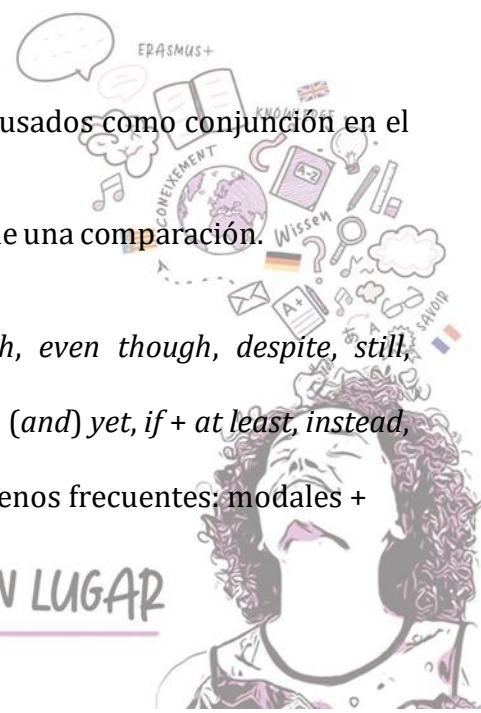 ERASMUS+
KNOWLEDGE
usados como conjunción en el
CONEIXEMENT
A-Z
de una comparación.
Wissen
A+
SAVOIR
h, even though, despite, still,
(and) yet, if + at least, instead,
enos frecuentes: modales +
N LUGAR